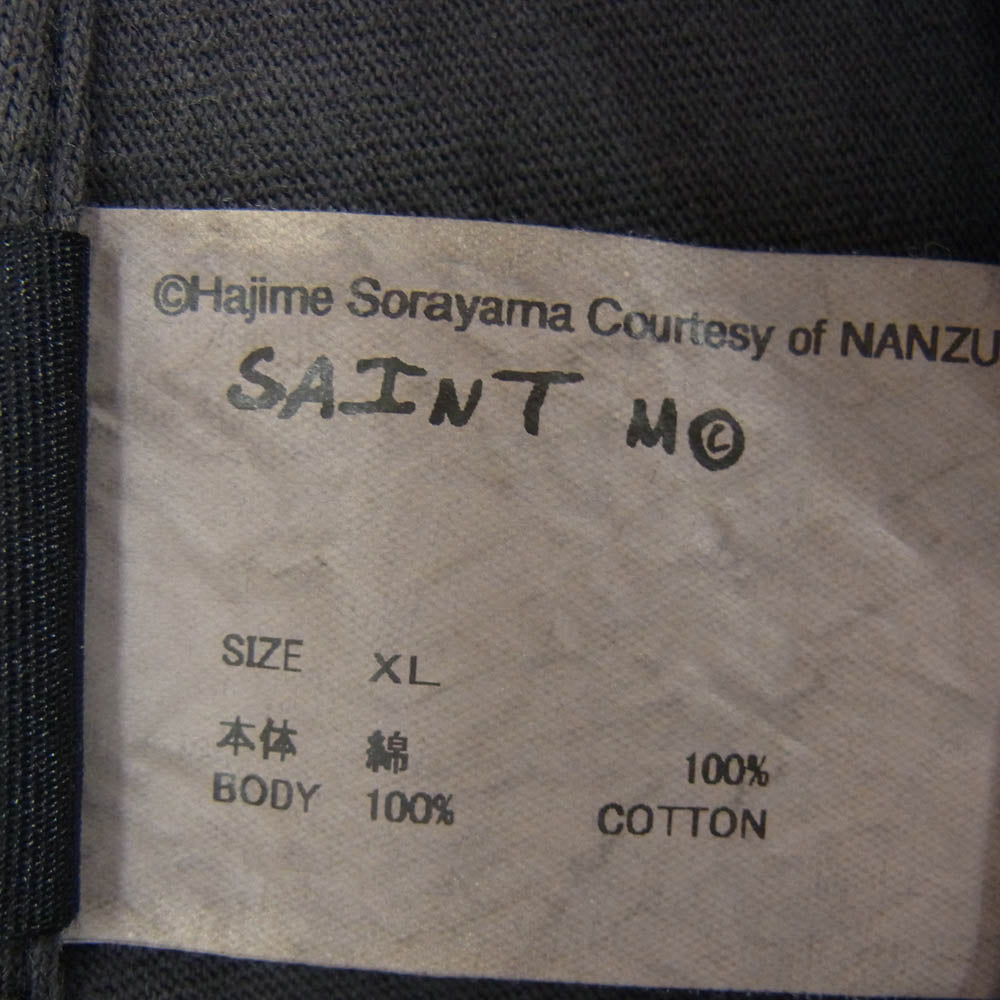 ©Hajime Sorayama Courtesy of NANZU
SAINT M©
SIZE XL
本体 綿 100%
BODY 100% COTTON